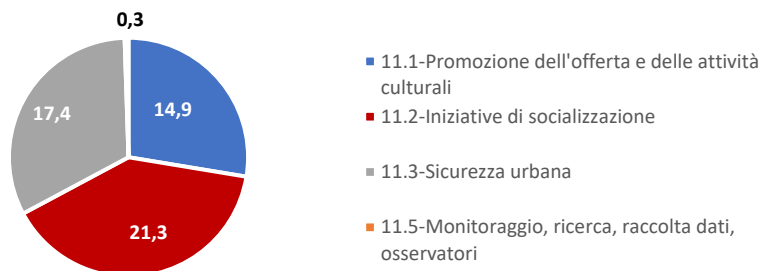 0,3
14,9
17,4
21,3
11.1-Promozione dell'offerta e delle attività
culturali
11.2-Iniziative di socializzazione
11.3-Sicurezza urbana
11.5-Monitoraggio, ricerca, raccolta dati,
osservatori